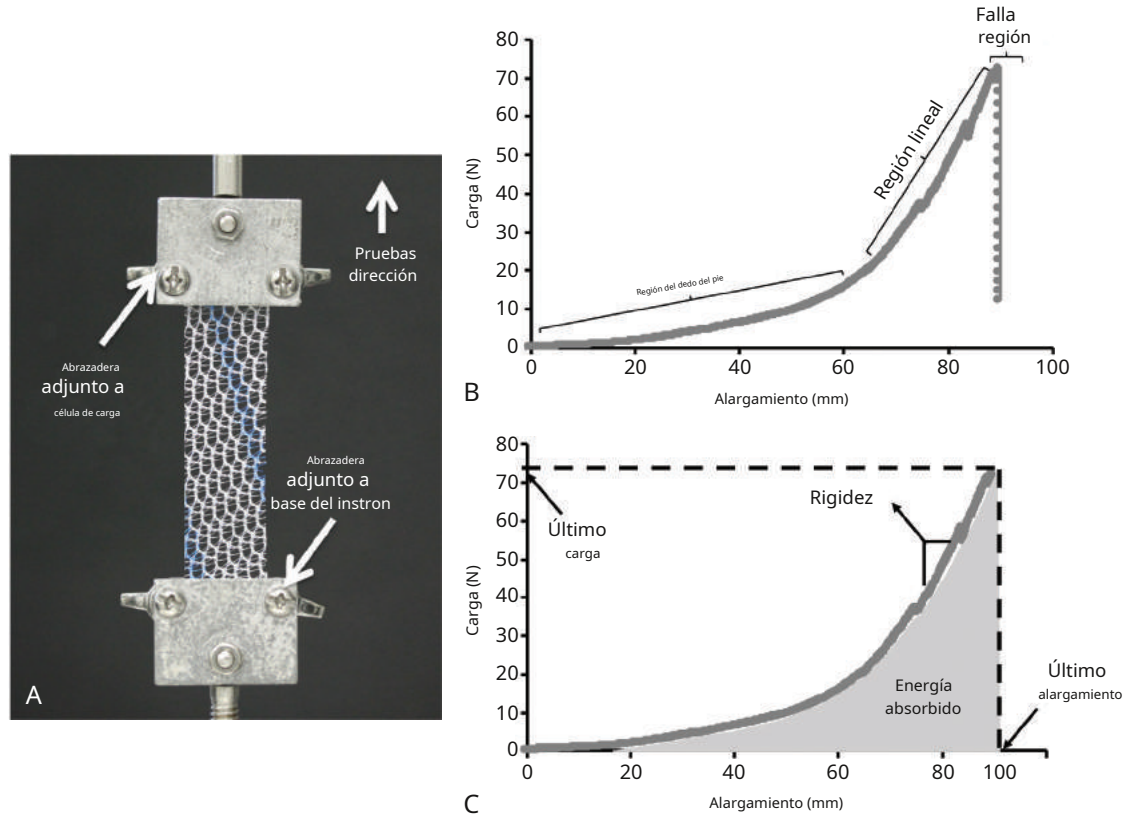 Pruebas
dirección
Abrazadera
adjunto a
célula de carga
Abrazadera
adjunto a
base del instron
A
Falla
región
80
70
60
50
40
30
20
10
0
Carga (N)
Región lineal
Región del dedo del pie
0 20 40 60 80 100
Alargamiento (mm)
B
80
70
60
50
40
30
20
10
0
Carga (N)
Último
carga
Rigidez
Energía
absorbido
Último
alargamiento
0 20 40 60 80 100
Alargamiento (mm)
C